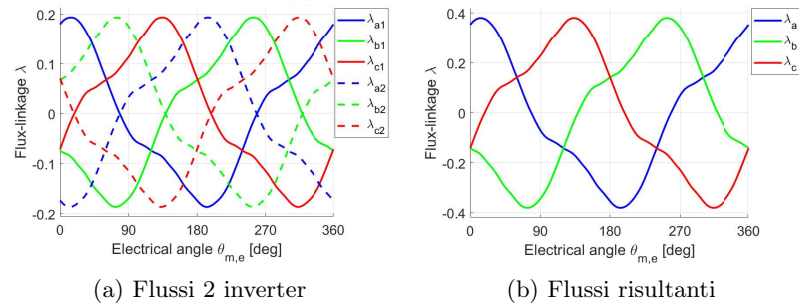 Flux-linkage λ
0.2
0.1
0
-0.1
-0.2
0
90
180
270
360
Electrical angle θm,e [deg]
λa1
λb1
λc1
λa2
λb2
λc2
(a) Flussi 2 inverter
Flux-linkage λ
0.4
0.2
0
-0.2
-0.4
0
90
180
270
360
Electrical angle θm,e [deg]
λa
λb
λc
(b) Flussi risultanti